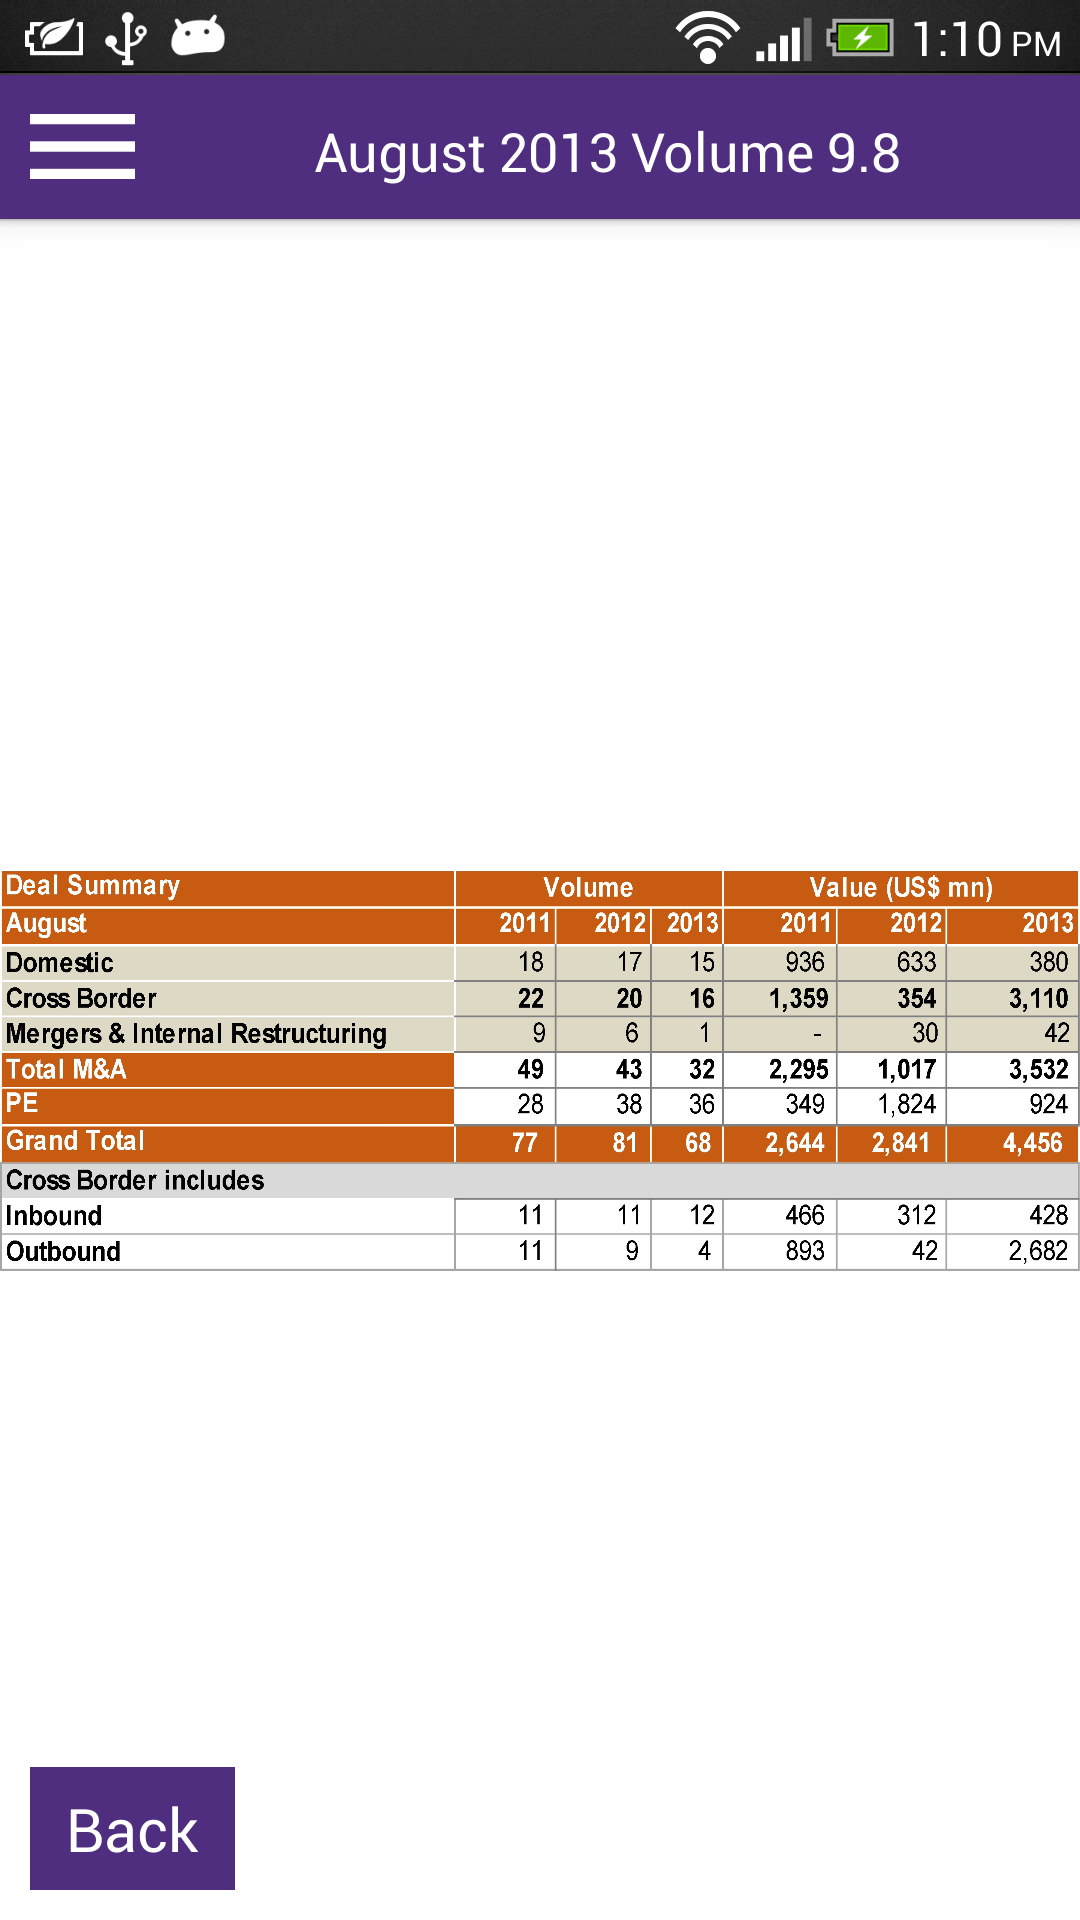 1:10 PM
August 2013 Volume 9.8
Deal Summary Volume Value (US$ mn)
August 2011 2012 2013 2011 2012 2013
Domestic 18 17 15 936 633 380
Cross Border 22 20 16 1,359 354 3,110
Mergers & Internal Restructuring 9 6 1 - 30 42
Total M&A 49 43 32 2,295 1,017 3,532
PE 28 38 36 349 1,824 924
Grand Total 77 81 68 2,644 2,841 4,456
Cross Border includes
Inbound 11 11 12 466 312 428
Outbound 11 9 4 893 42 2,682
Back